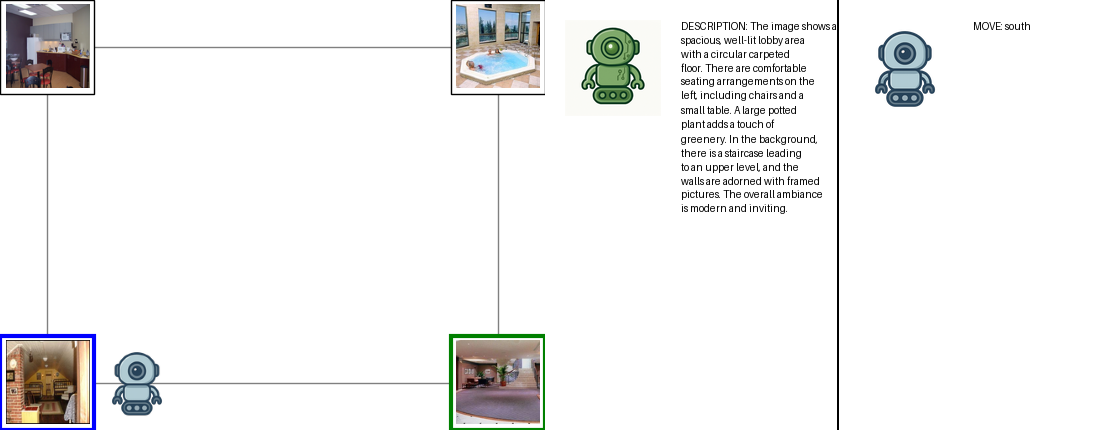 DESCRIPTION: The image shows a
spacious, well-lit lobby area
with a circular carpeted
floor. There are comfortable
seating arrangements on the
left, including chairs and a
small table. A large potted
plant adds a touch of
greenery. In the background,
there is a staircase leading
to an upper level, and the
walls are adorned with framed
pictures. The overall ambiance
is modern and inviting.
MOVE: south